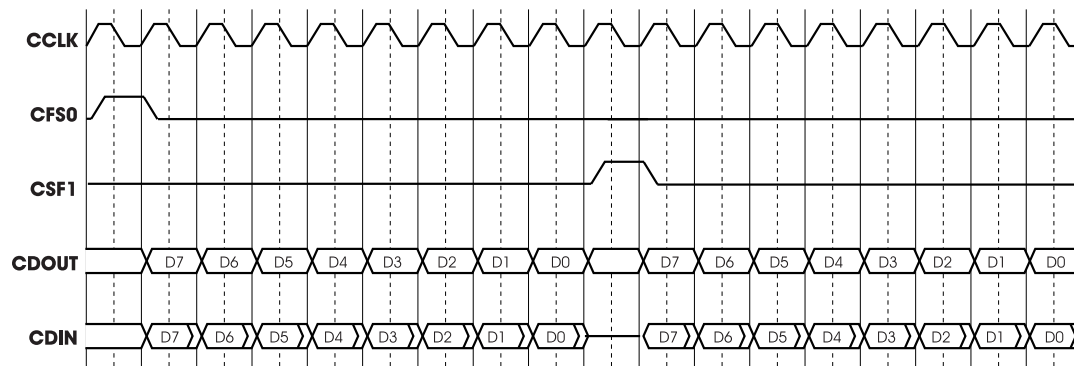 CCLK
CFS0
CSF1
CDOUT D7 D6 D5 D4 D3 D2 D1 D0 D7 D6 D5 D4 D3 D2 D1 D0
CDIN D7 D6 D5 D4 D3 D2 D1 D0 D7 D6 D5 D4 D3 D2 D1 D0